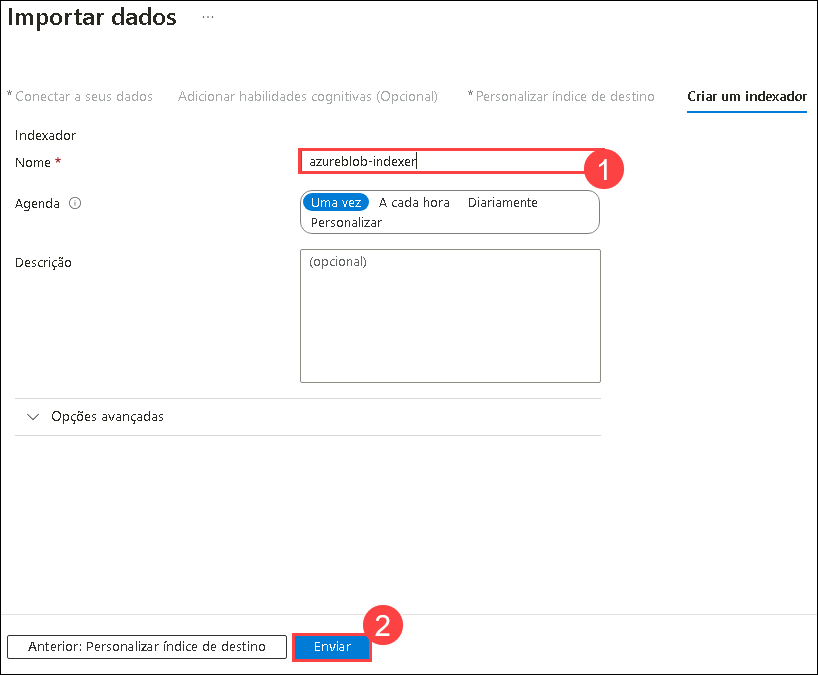 Importar dados ...
* Conectar a seus dados Adicionar habilidades cognitivas (Opcional) * Personalizar índice de destino Criar um indexador
Indexador
Nome * azureblob-indexer
1
Agenda Uma vez A cada hora Diariamente
Personalizar
Descrição (opcional)
Opções avançadas
2
Anterior: Personalizar índice de destino Enviar